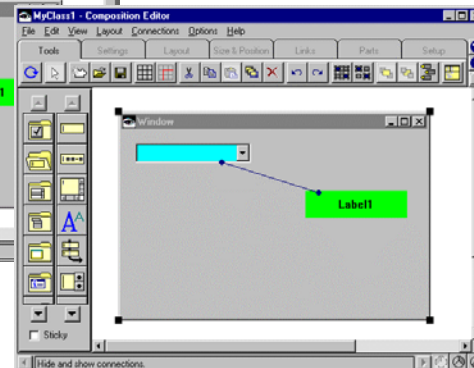 MyClass1 - Composition Editor
File Edit View Layout Connections Options Help
Tools Settings Layout Size & Position Links Parts Setup
1
Window
Label1
A A
Sticky
Hide and show connections.